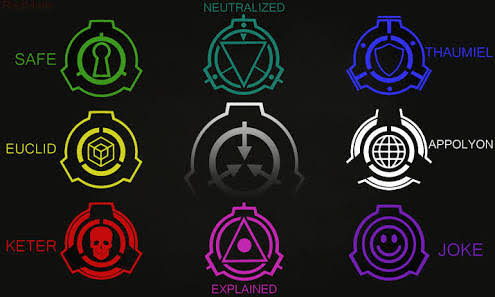 NEUTRALIZED
SAFE
THAUMIEL
EUCLID
APPOLYON
KETER
JOKE
EXPLAINED